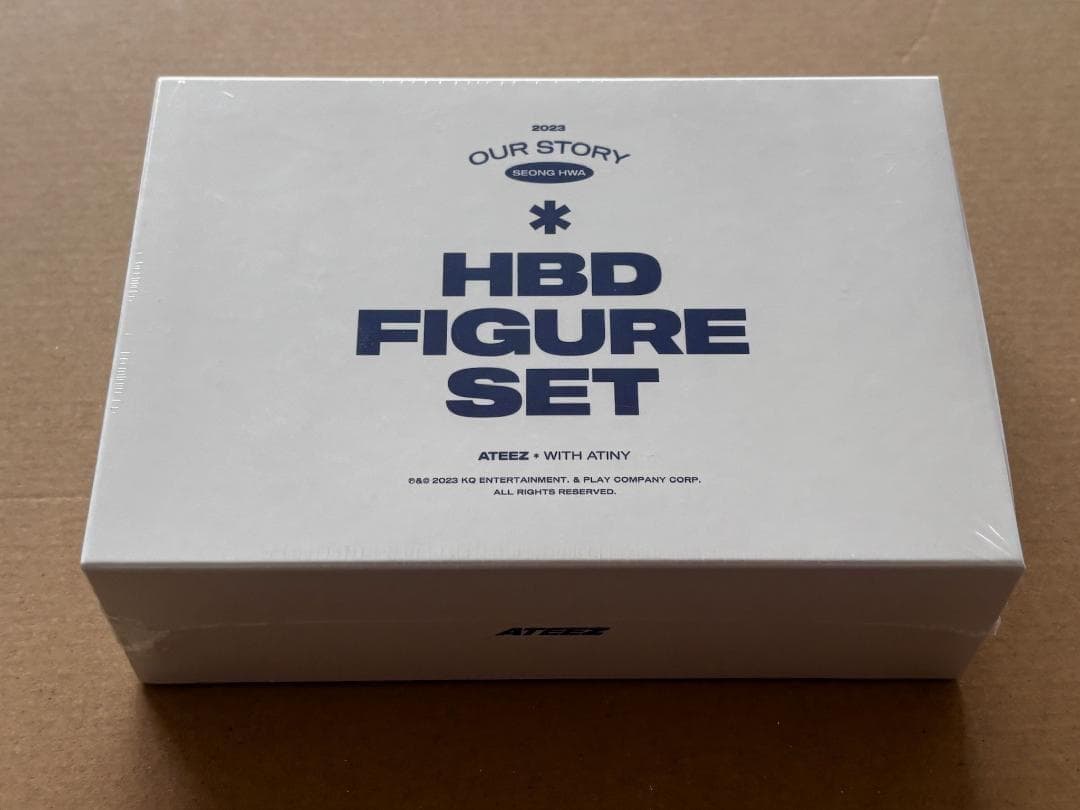 2023
OUR STORY
SEONG HWA
*
HBD
FIGURE
SET
ATEEZ * WITH ATINY
℗&© 2023 KQ ENTERTAINMENT. & PLAY COMPANY CORP.
ALL RIGHTS RESERVED.
ATEEZ